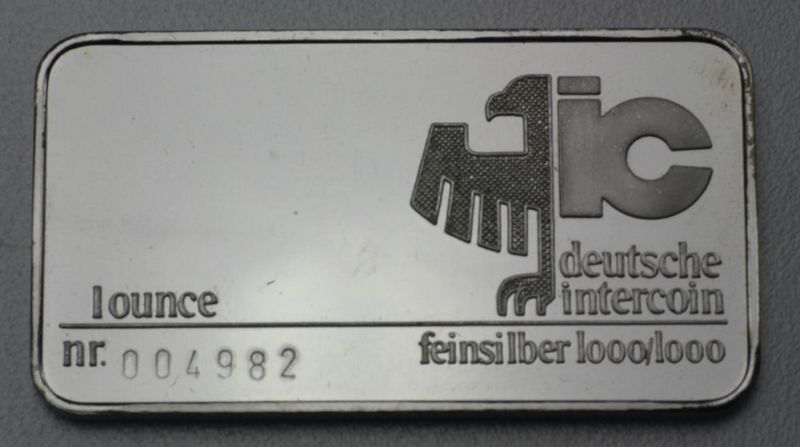 ic
deutsche
intercoin
1 ounce
nr. 004982
feinsilber 1000/1000